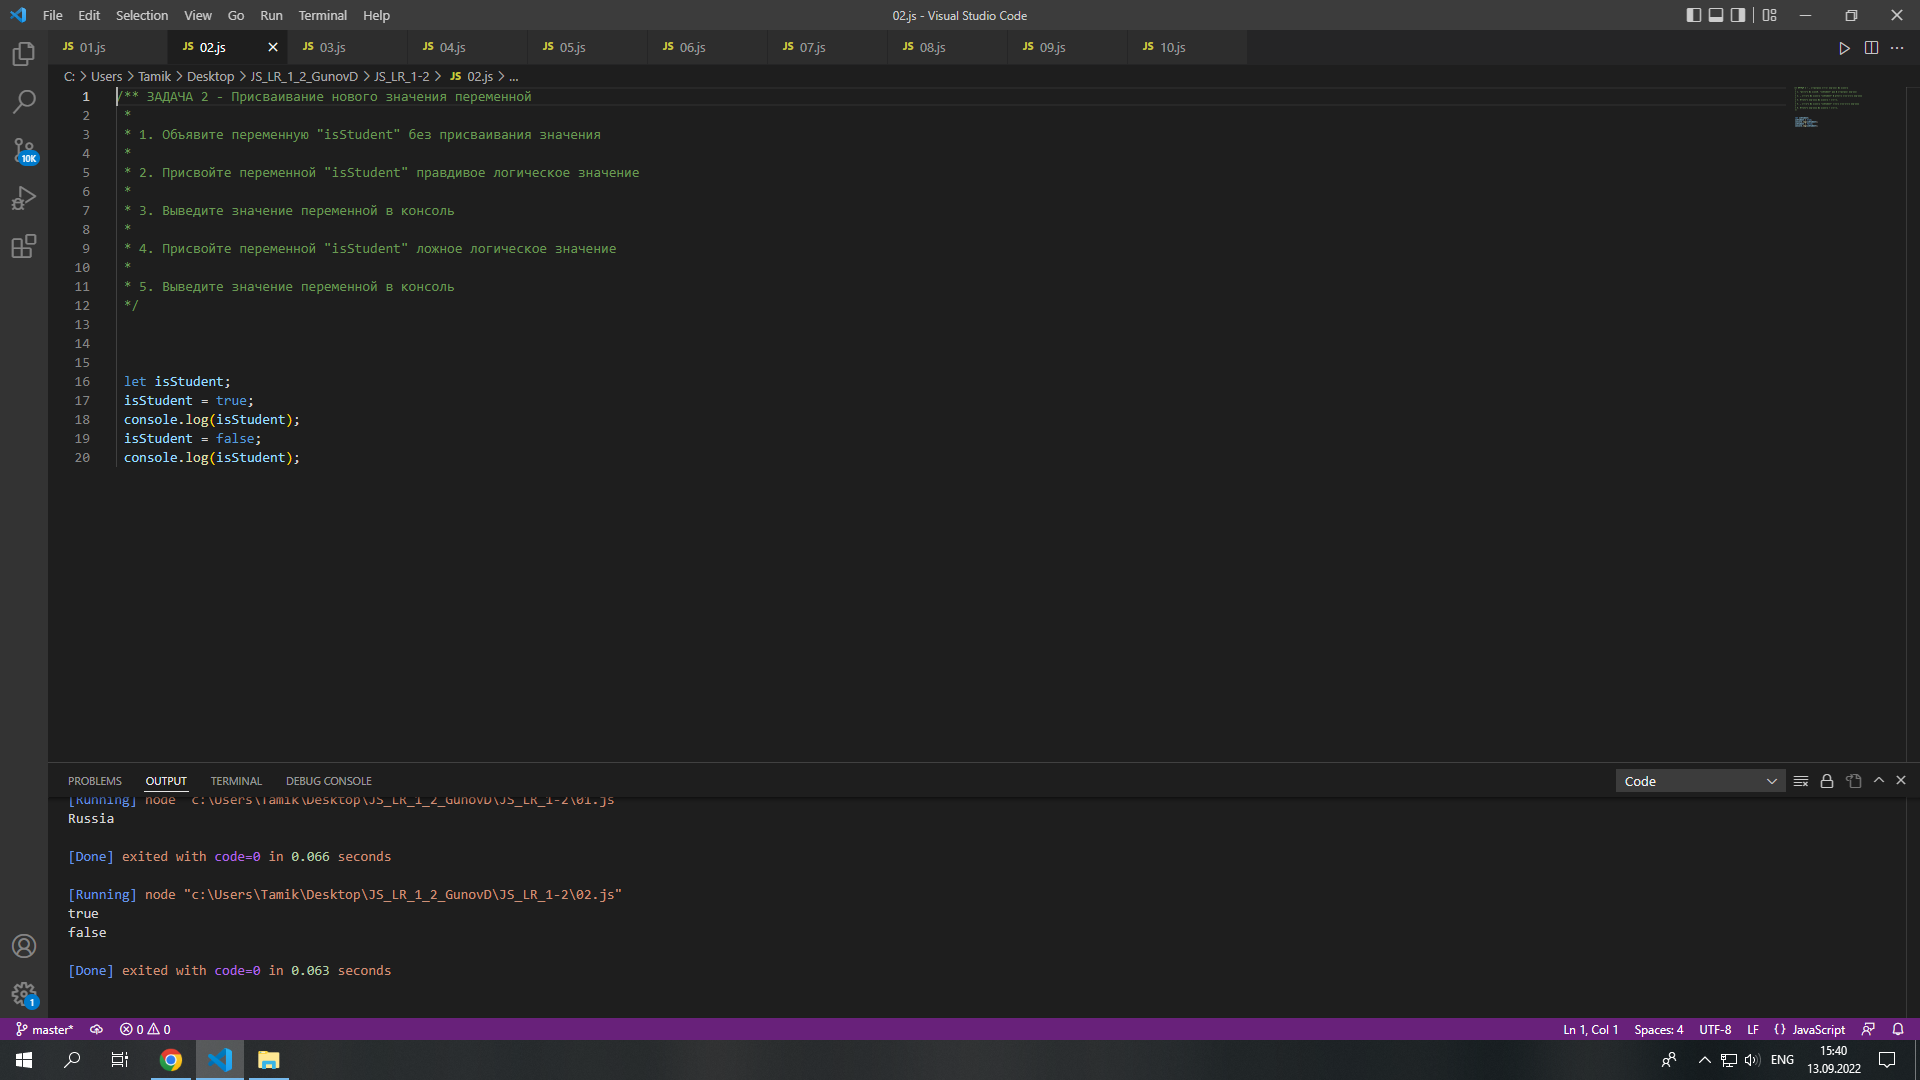 File Edit Selection View Go Run Terminal Help
02.js - Visual Studio Code
JS 01.js JS 02.js JS 03.js JS 04.js JS 05.js JS 06.js JS 07.js JS 08.js JS 09.js JS 10.js
C: > Users > Tamik > Desktop > JS_LR_1_2_GunovD > JS_LR_1-2 > JS 02.js > ...
1 /** ЗАДАЧА 2 - Присваивание нового значения переменной
2 *
3 * 1. Объявите переменную "isStudent" без присваивания значения
4 *
5 * 2. Присвойте переменной "isStudent" правдивое логическое значение
6 *
7 * 3. Выведите значение переменной в консоль
8 *
9 * 4. Присвойте переменной "isStudent" ложное логическое значение
10 *
11 * 5. Выведите значение переменной в консоль
12 */
13
14
15
16 let isStudent;
17 isStudent = true;
18 console.log(isStudent);
19 isStudent = false;
20 console.log(isStudent);
10K
PROBLEMS OUTPUT TERMINAL DEBUG CONSOLE
Code
[Running] node "c:\Users\Tamik\Desktop\JS_LR_1_2_GunovD\JS_LR_1-2\01.js"
Russia
[Done] exited with code=0 in 0.066 seconds
[Running] node "c:\Users\Tamik\Desktop\JS_LR_1_2_GunovD\JS_LR_1-2\02.js"
true
false
[Done] exited with code=0 in 0.063 seconds
1
master* 0 0
Ln 1, Col 1 Spaces: 4 UTF-8 LF {} JavaScript
ENG
15:40
13.09.2022